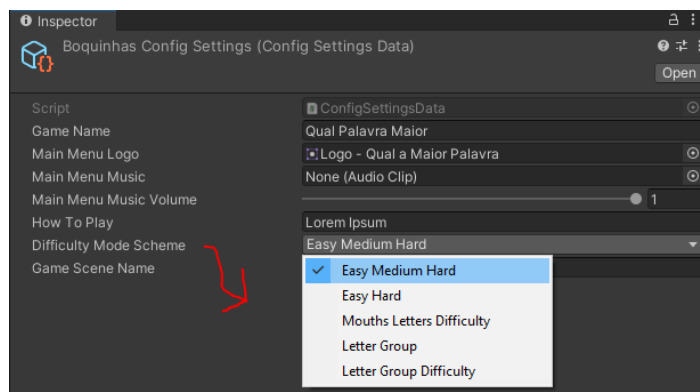 Inspector
Boquinhas Config Settings (Config Settings Data)
Open
Script ConfigSettingsData
Game Name Qual Palavra Maior
Main Menu Logo Logo - Qual a Maior Palavra
Main Menu Music None (Audio Clip)
Main Menu Music Volume 1
How To Play Lorem Ipsum
Difficulty Mode Scheme Easy Medium Hard
Game Scene Name
Easy Medium Hard
Easy Hard
Mouths Letters Difficulty
Letter Group
Letter Group Difficulty